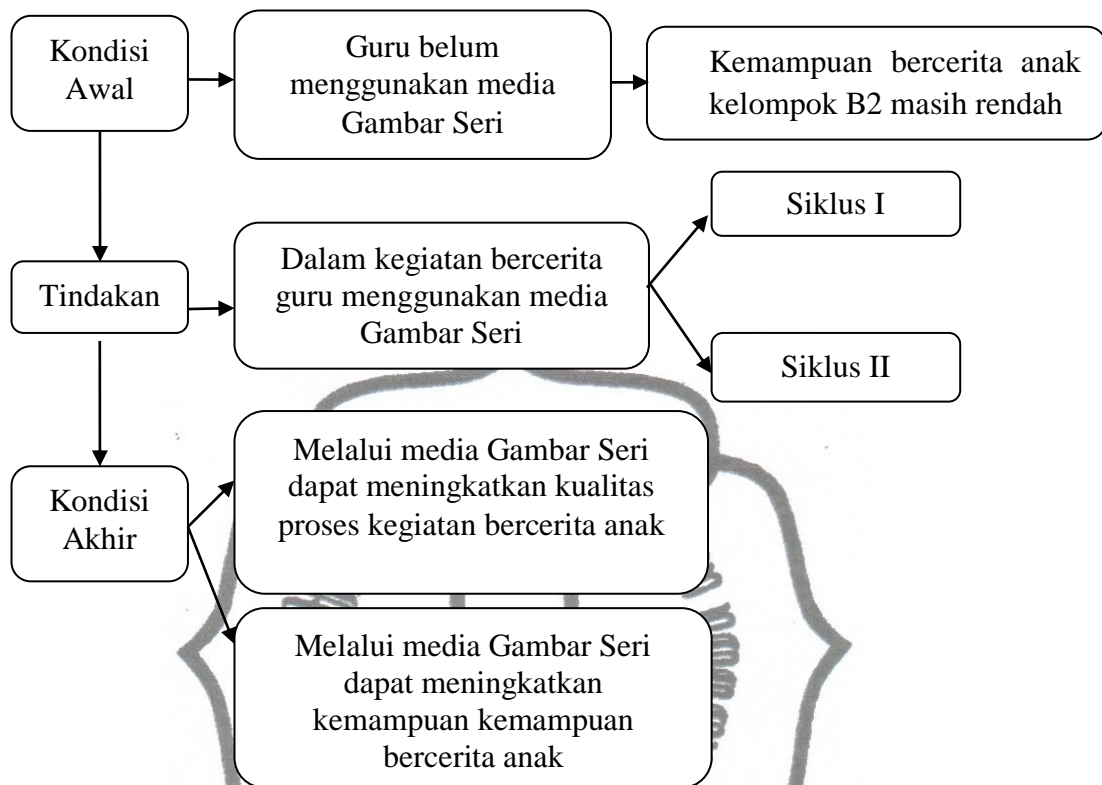 Kondisi
Awal
Guru belum
menggunakan media
Gambar Seri
Kemampuan bercerita anak
kelompok B2 masih rendah
Siklus I
Tindakan
Dalam kegiatan bercerita
guru menggunakan media
Gambar Seri
Siklus II
Kondisi
Akhir
Melalui media Gambar Seri
dapat meningkatkan kualitas
proses kegiatan bercerita anak
Melalui media Gambar Seri
dapat meningkatkan
kemampuan kemampuan
bercerita anak